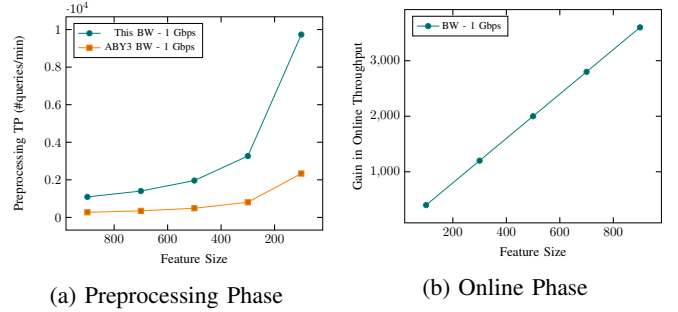 ·10⁴
This BW - 1 Gbps
ABY3 BW - 1 Gbps
Preprocessing TP (#queries/min)
1
0.8
0.6
0.4
0.2
0
800 600 400 200
Feature Size
(a) Preprocessing Phase
BW - 1 Gbps
Gain in Online Throughput
3,000
2,000
1,000
200 400 600 800
Feature Size
(b) Online Phase